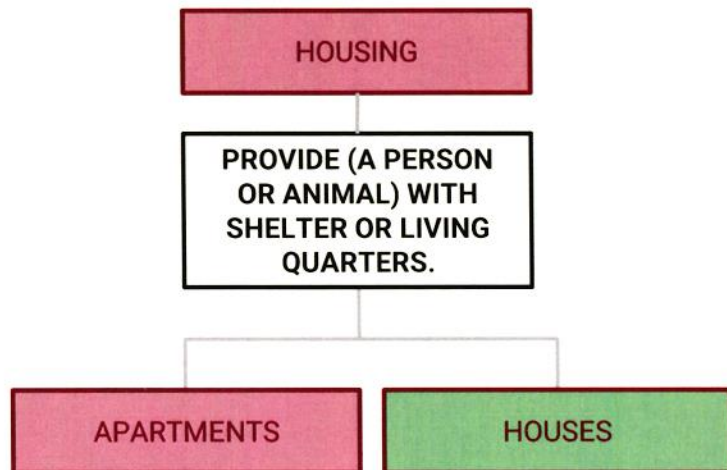 HOUSING
PROVIDE (A PERSON
OR ANIMAL) WITH
SHELTER OR LIVING
QUARTERS.
APARTMENTS
HOUSES